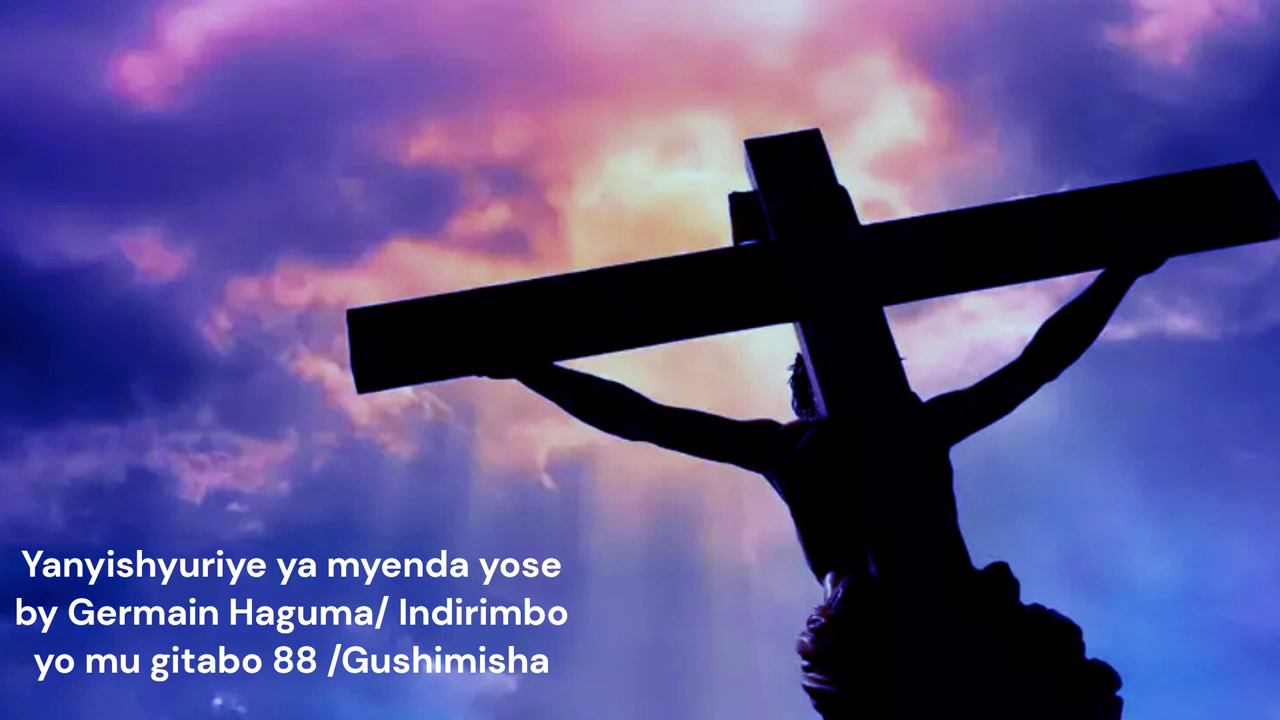 Yanyishyuriye ya myenda yose
by Germain Haguma/ Indirimbo
yo mu gitabo 88 /Gushimisha